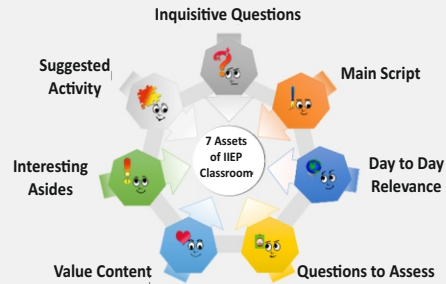 Inquisitive Questions
Suggested
Activity
Main Script
7 Assets
of IIEP
Classroom
Interesting
Asides
Day to Day
Relevance
Value Content
Questions to Assess